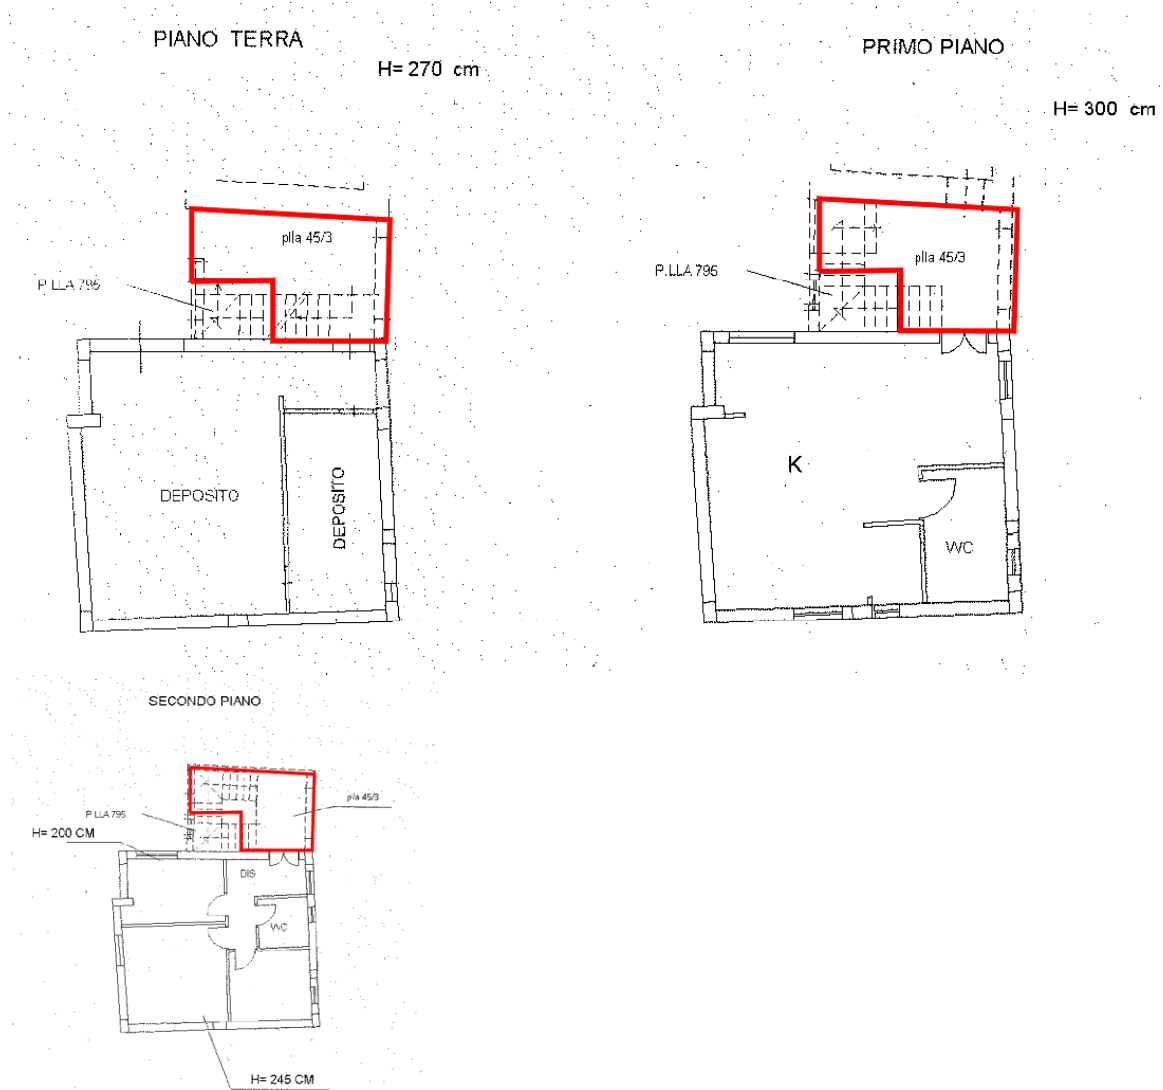 PIANO TERRA
H= 270 cm
plla 45/3
P.LLA 795
DEPOSITO
DEPOSITO
PRIMO PIANO
H= 300 cm
plla 45/3
P.LLA 795
K
WC
SECONDO PIANO
plla 45/3
P.LLA 795
H= 200 CM
DIS
WC
H= 245 CM